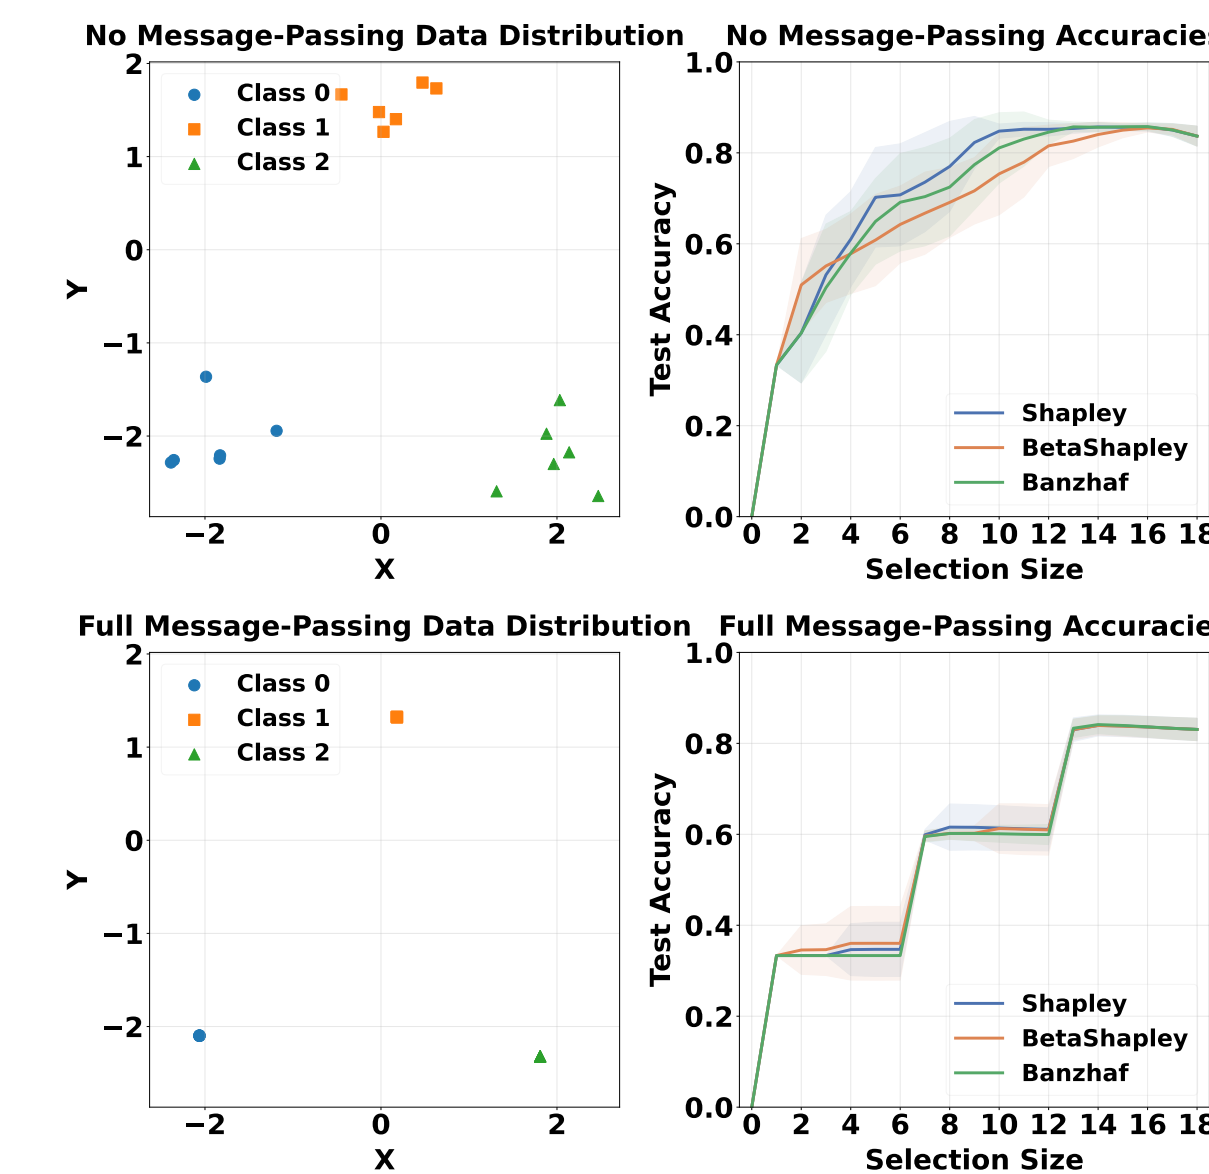 No Message-Passing Data Distribution
2
1
0
−1
−2
Y
Class 0
Class 1
Class 2
−2 0 2
X
No Message-Passing Accuracies
1.0
0.8
0.6
0.4
0.2
0.0
Test Accuracy
Shapley
BetaShapley
Banzhaf
0 2 4 6 8 10 12 14 16 18
Selection Size
Full Message-Passing Data Distribution
2
1
0
−1
−2
Y
Class 0
Class 1
Class 2
−2 0 2
X
Full Message-Passing Accuracie
1.0
0.8
0.6
0.4
0.2
0.0
Test Accuracy
Shapley
BetaShapley
Banzhaf
0 2 4 6 8 10 12 14 16 18
Selection Size